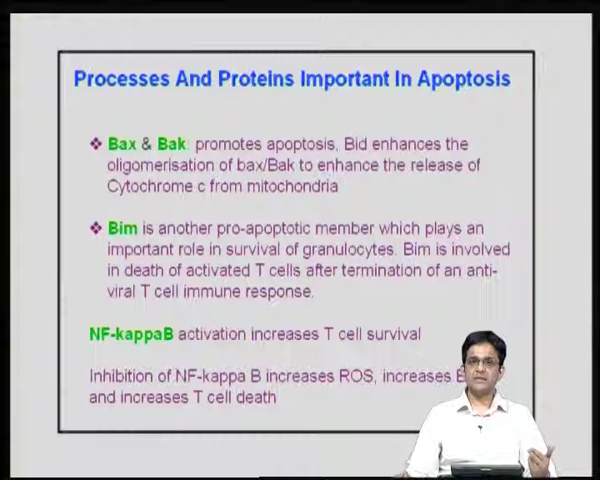 Processes And Proteins Important In Apoptosis
❖ Bax & Bak: promotes apoptosis, Bid enhances the
oligomerisation of bax/Bak to enhance the release of
Cytochrome c from mitochondria
❖ Bim is another pro-apoptotic member which plays an
important role in survival of granulocytes. Bim is involved
in death of activated T cells after termination of an anti-
viral T cell immune response.
NF-kappaB activation increases T cell survival
Inhibition of NF-kappa B increases ROS, increases
and increases T cell death